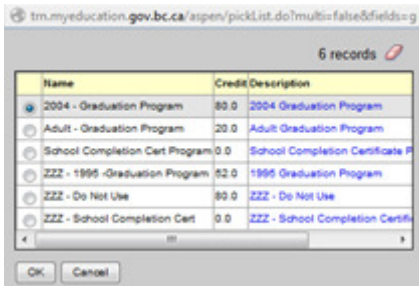 trn.myeducation.gov.bc.ca/aspen/pickList.do?multi=false&fields=g
6 records
Name Credit Description
2004 - Graduation Program 80.0 2004 Graduation Program
Adult - Graduation Program 20.0 Adult Graduation Program
School Completion Cert Program 0.0 School Completion Certificate P
ZZZ - 1995 -Graduation Program 52.0 1995 Graduation Program
ZZZ - Do Not Use 80.0 ZZZ - Do Not Use
ZZZ - School Completion Cert 0.0 ZZZ - School Completion Certifi
OK Cancel